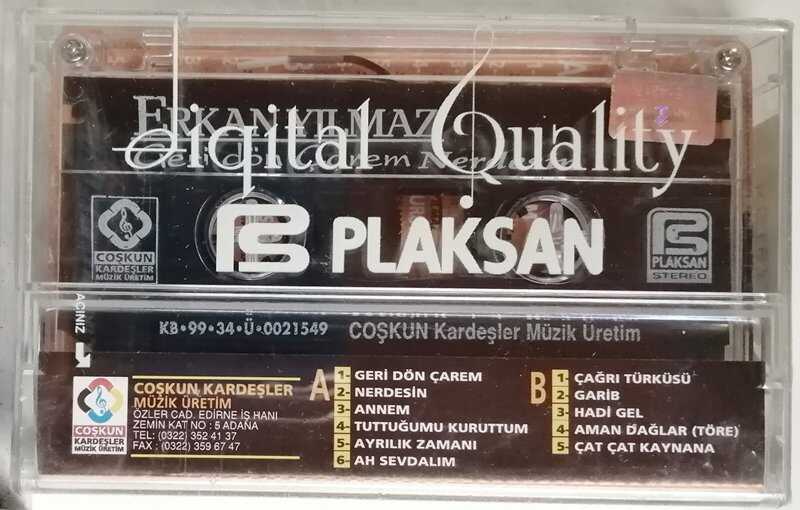 ERKAN YILMAZ
Digital Quality
Geri dön Çarem Nerdesin
PLAKSAN
COŞKUN
KARDEŞLER
MÜZİK ÜRETİM
PLAKSAN
STEREO
AÇINIZ
KB•99•34•Ü•0021549 COŞKUN Kardeşler Müzik Üretim
COŞKUN
KARDEŞLER
MÜZİK ÜRETİM
COŞKUN KARDEŞLER
MÜZİK ÜRETİM
ÖZLER CAD. EDİRNE İŞ HANI
ZEMİN KAT NO : 5 ADANA
TEL: (0322) 352 41 37
FAX : (0322) 359 67 47
A
1- GERİ DÖN ÇAREM
2- NERDESİN
3- ANNEM
4- TUTTUĞUMU KURUTTUM
5- AYRILIK ZAMANI
6- AH SEVDALIM
B
1- ÇAĞRI TÜRKÜSÜ
2- GARİB
3- HADİ GEL
4- AMAN DAĞLAR (TÖRE)
5- ÇAT ÇAT KAYNANA